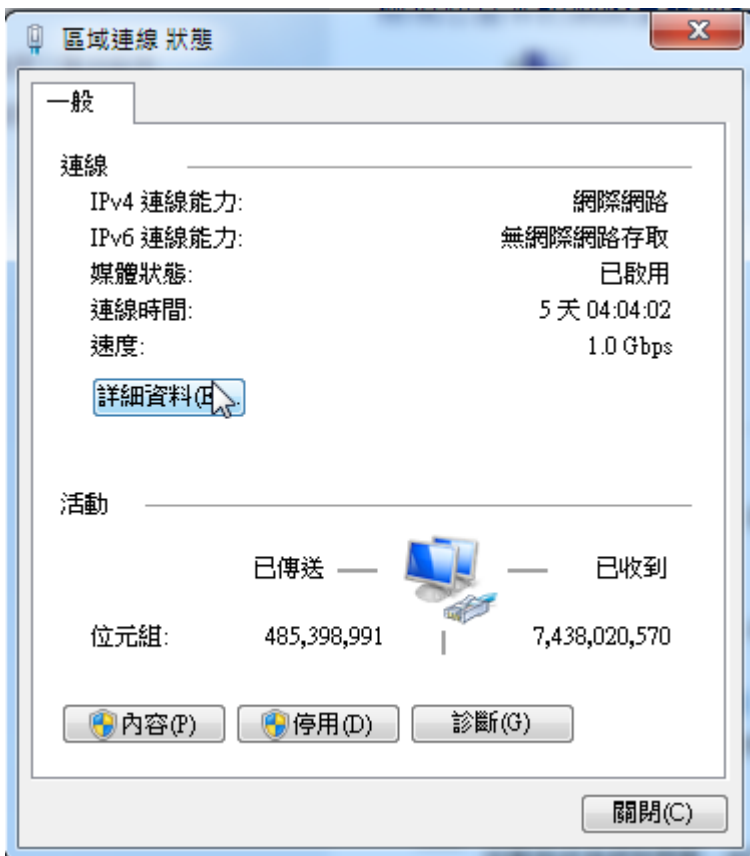 區域連線 狀態
一般
連線
IPv4 連線能力: 網際網路
IPv6 連線能力: 無網際網路存取
媒體狀態: 已啟用
連線時間: 5 天 04:04:02
速度: 1.0 Gbps
詳細資料
活動
已傳送 已收到
位元組: 485,398,991 7,438,020,570
內容(P) 停用(D) 診斷(G)
關閉(C)